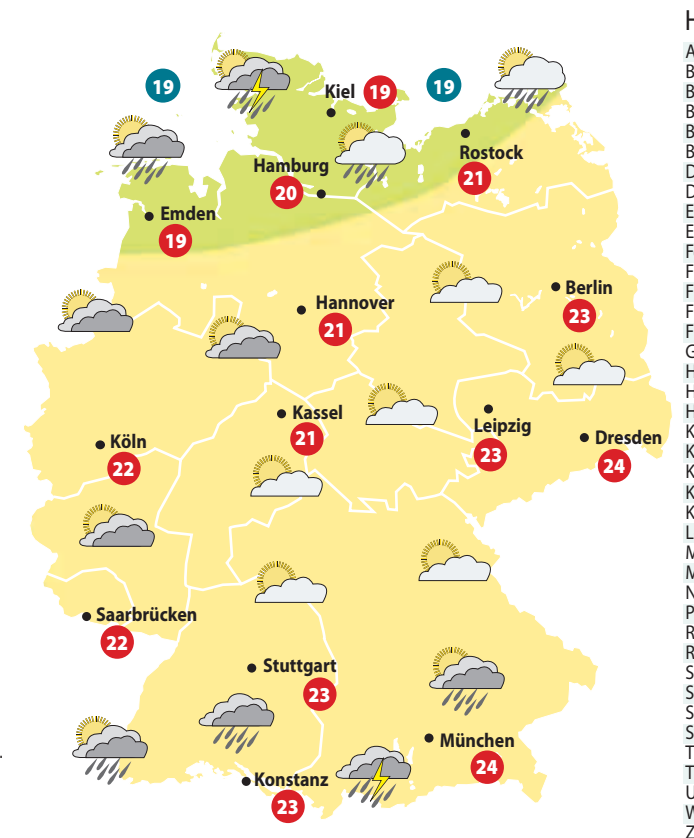 H
A
B
B
B
B
B
D
D
E
E
F
F
F
F
F
G
H
H
H
K
K
K
K
K
L
M
M
N
P
R
R
S
S
S
S
T
T
U
W
Z
19
Kiel 19
19
Hamburg
20
Rostock
21
Emden
19
Hannover
21
Berlin
23
Kassel
21
Leipzig
23
Dresden
24
Köln
22
Saarbrücken
22
Stuttgart
23
München
24
Konstanz
23